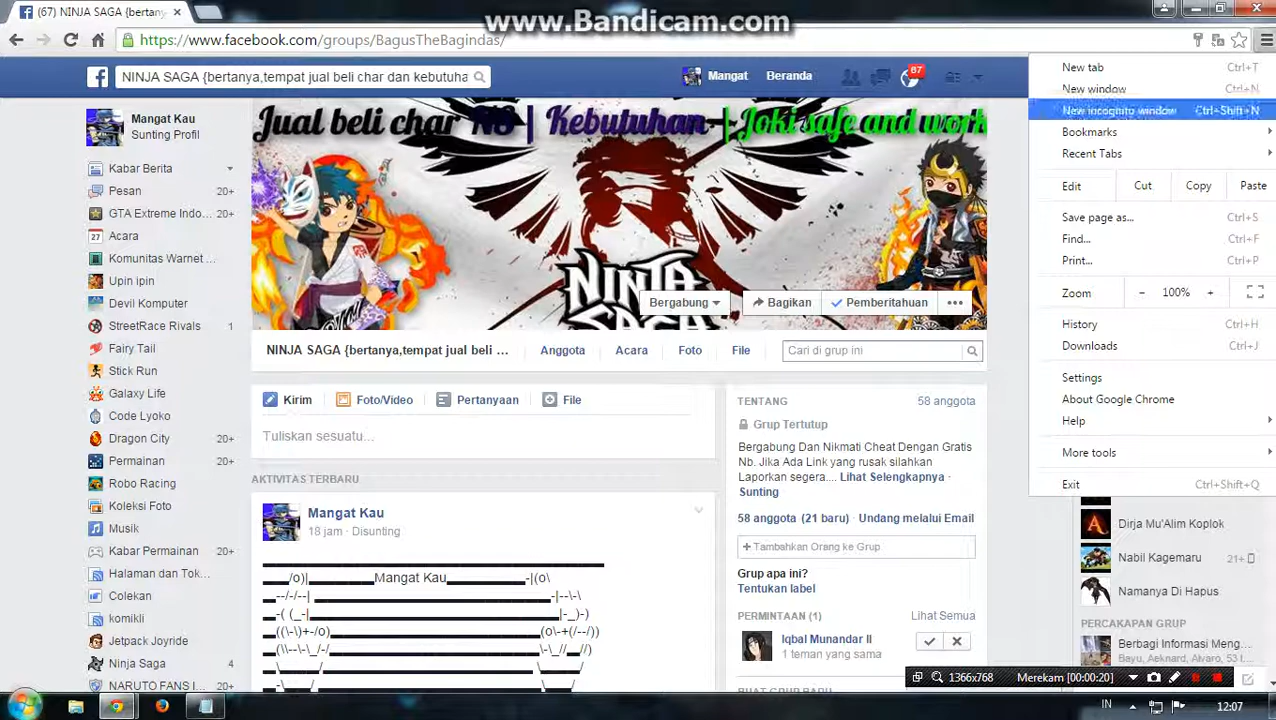 www.Bandicam.com
(67) NINJA SAGA {bertany
https://www.facebook.com/groups/BagusTheBagindas/
NINJA SAGA {bertanya,tempat jual beli char dan kebutuha
Mangat
Beranda
87
New tab Ctrl+T
New window Ctrl+N
New incognito window Ctrl+Shift+N
Bookmarks
Recent Tabs
Edit Cut Copy Paste
Save page as... Ctrl+S
Find... Ctrl+F
Print... Ctrl+P
Zoom - 100% +
History Ctrl+H
Downloads Ctrl+J
Settings
About Google Chrome
Help
More tools
Exit Ctrl+Shift+Q
Mangat Kau
Sunting Profil
Kabar Berita
Pesan 20+
GTA Extreme Indo... 20+
27 Acara
Komunitas Warnet ...
Upin ipin
Devil Komputer
StreetRace Rivals 1
Fairy Tail
Stick Run
Galaxy Life
Code Lyoko
Dragon City 20+
Permainan 20+
Robo Racing
Koleksi Foto
Musik
Kabar Permainan 20+
Halaman dan Tok...
Colekan
komikli
Jetpack Joyride
Ninja Saga 4
NARUTO FANS I... 20+
Jual beli char NS | Kebutuhan | Joki safe and work
NINJA
SAGA
Bergabung
Bagikan
Pemberitahuan
...
NINJA SAGA {bertanya,tempat jual beli ...
Anggota
Acara
Foto
File
Cari di grup ini
Kirim
Foto/Video
Pertanyaan
File
Tuliskan sesuatu...
AKTIVITAS TERBARU
Mangat Kau
18 jam · Disunting
Mangat Kau
TENTANG 58 anggota
Grup Tertutup
Bergabung Dan Nikmati Cheat Dengan Gratis
Nb. Jika Ada Link yang rusak silahkan
Laporkan segera.... Lihat Selengkapnya ·
Sunting
58 anggota (21 baru) · Undang melalui Email
+ Tambahkan Orang ke Grup
Grup apa ini?
Tentukan label
PERMINTAAN (1) Lihat Semua
Iqbal Munandar II
1 teman yang sama
Dirja Mu'Alim Koplok
Nabil Kagemaru 21+
Namanya Di Hapus
PERCAKAPAN GRUP
Berbagi Informasi Meng...
Bayu, Aeknard, Alvaro, 53 l...
1366x768
Merekam [00:00:20]
IN
12:07